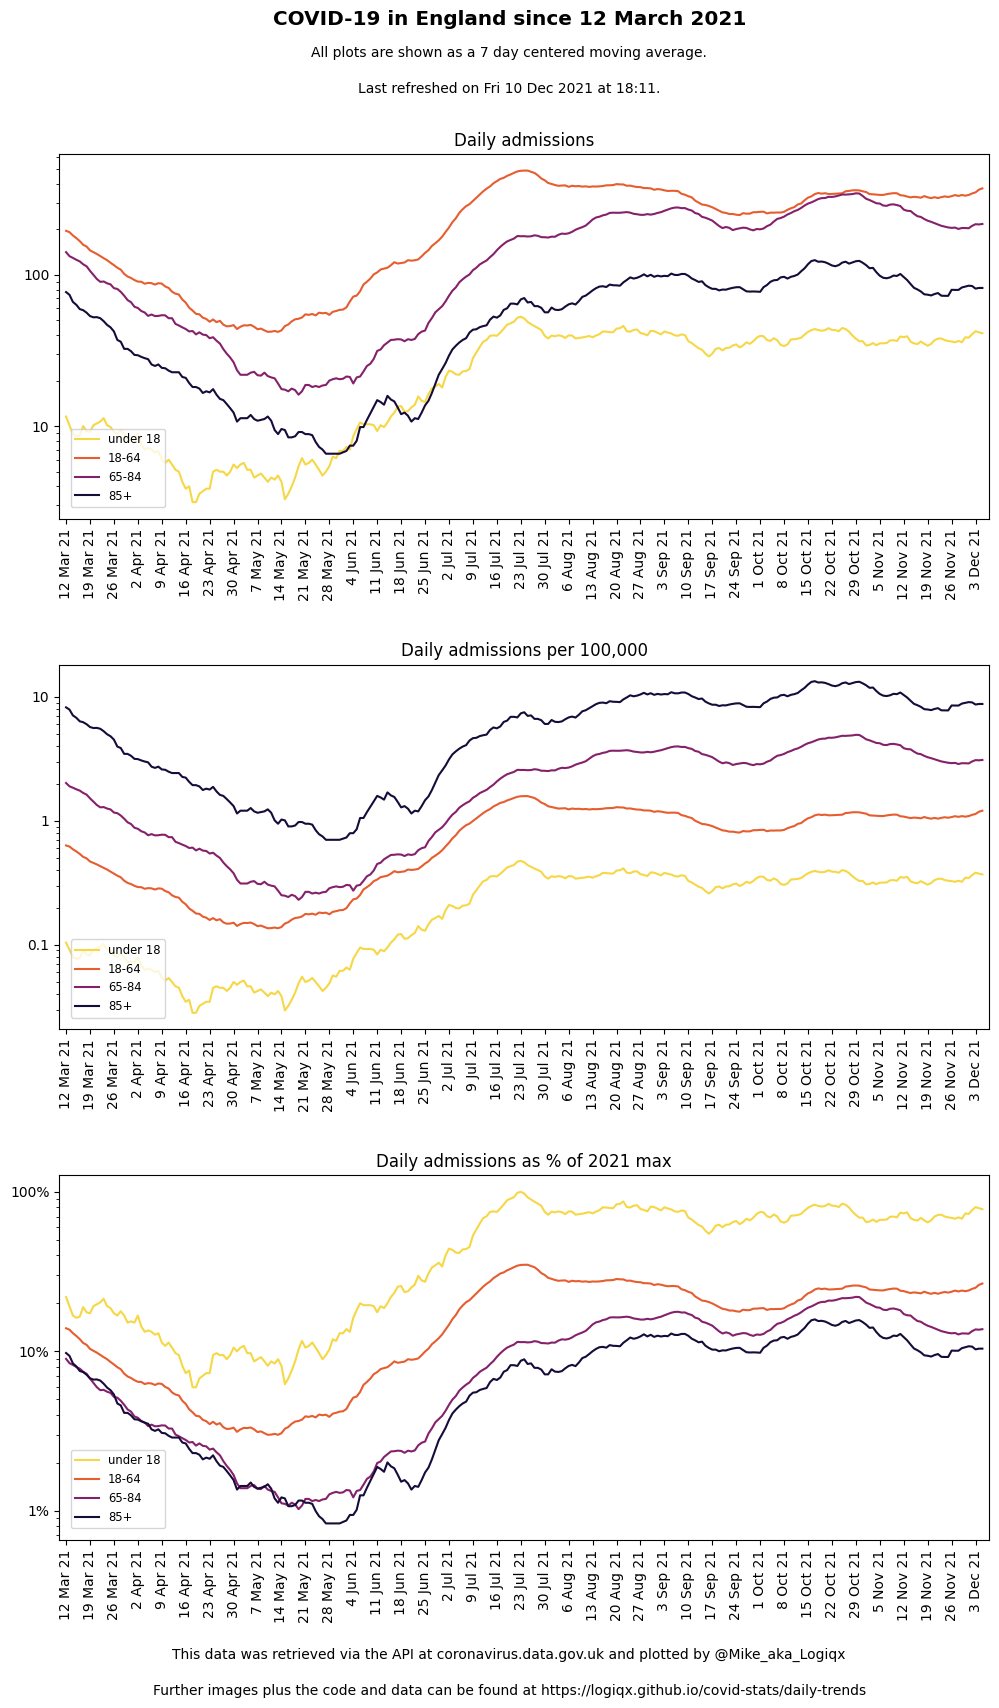 COVID-19 in England since 12 March 2021
All plots are shown as a 7 day centered moving average.
Last refreshed on Fri 10 Dec 2021 at 18:11.
Daily admissions
100
10
under 18
18-64
65-84
85+
12 Mar 21 19 Mar 21 26 Mar 21 2 Apr 21 9 Apr 21 16 Apr 21 23 Apr 21 30 Apr 21 7 May 21 14 May 21 21 May 21 28 May 21 4 Jun 21 11 Jun 21 18 Jun 21 25 Jun 21 2 Jul 21 9 Jul 21 16 Jul 21 23 Jul 21 30 Jul 21 6 Aug 21 13 Aug 21 20 Aug 21 27 Aug 21 3 Sep 21 10 Sep 21 17 Sep 21 24 Sep 21 1 Oct 21 8 Oct 21 15 Oct 21 22 Oct 21 29 Oct 21 5 Nov 21 12 Nov 21 19 Nov 21 26 Nov 21 3 Dec 21
Daily admissions per 100,000
10
1
0.1
under 18
18-64
65-84
85+
12 Mar 21 19 Mar 21 26 Mar 21 2 Apr 21 9 Apr 21 16 Apr 21 23 Apr 21 30 Apr 21 7 May 21 14 May 21 21 May 21 28 May 21 4 Jun 21 11 Jun 21 18 Jun 21 25 Jun 21 2 Jul 21 9 Jul 21 16 Jul 21 23 Jul 21 30 Jul 21 6 Aug 21 13 Aug 21 20 Aug 21 27 Aug 21 3 Sep 21 10 Sep 21 17 Sep 21 24 Sep 21 1 Oct 21 8 Oct 21 15 Oct 21 22 Oct 21 29 Oct 21 5 Nov 21 12 Nov 21 19 Nov 21 26 Nov 21 3 Dec 21
Daily admissions as % of 2021 max
100%
10%
1%
under 18
18-64
65-84
85+
12 Mar 21 19 Mar 21 26 Mar 21 2 Apr 21 9 Apr 21 16 Apr 21 23 Apr 21 30 Apr 21 7 May 21 14 May 21 21 May 21 28 May 21 4 Jun 21 11 Jun 21 18 Jun 21 25 Jun 21 2 Jul 21 9 Jul 21 16 Jul 21 23 Jul 21 30 Jul 21 6 Aug 21 13 Aug 21 20 Aug 21 27 Aug 21 3 Sep 21 10 Sep 21 17 Sep 21 24 Sep 21 1 Oct 21 8 Oct 21 15 Oct 21 22 Oct 21 29 Oct 21 5 Nov 21 12 Nov 21 19 Nov 21 26 Nov 21 3 Dec 21
This data was retrieved via the API at coronavirus.data.gov.uk and plotted by @Mike_aka_Logiqx
Further images plus the code and data can be found at https://logiqx.github.io/covid-stats/daily-trends